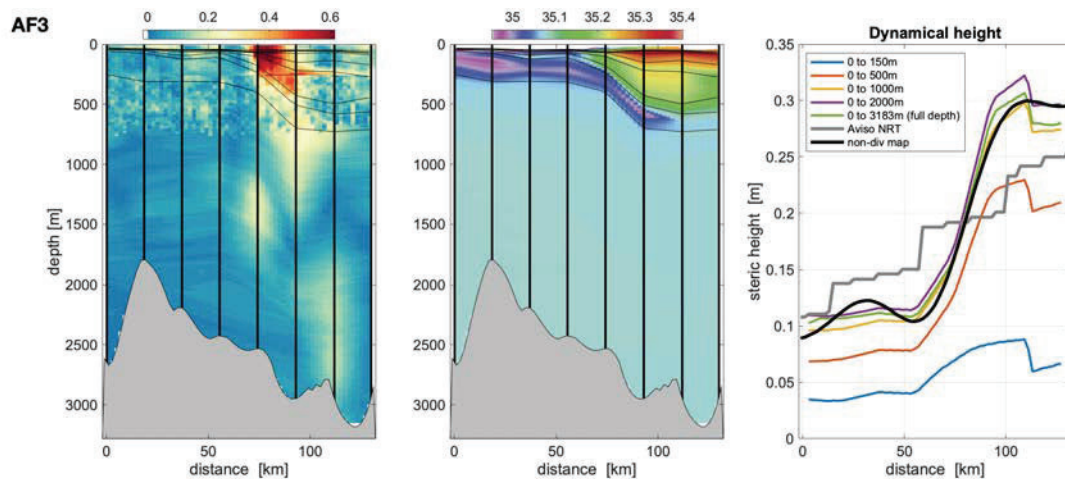 AF3
0 0.2 0.4 0.6
0
500
1000
1500
2000
2500
3000
depth [m]
0 50 100
distance [km]
35 35.1 35.2 35.3 35.4
0
500
1000
1500
2000
2500
3000
0 50 100
distance [km]
Dynamical height
0.35
0.3
0.25
0.2
0.15
0.1
0.05
0
steric height [m]
0 to 150m
0 to 500m
0 to 1000m
0 to 2000m
0 to 3183m (full depth)
Aviso NRT
non-div map
0 50 100
distance [km]